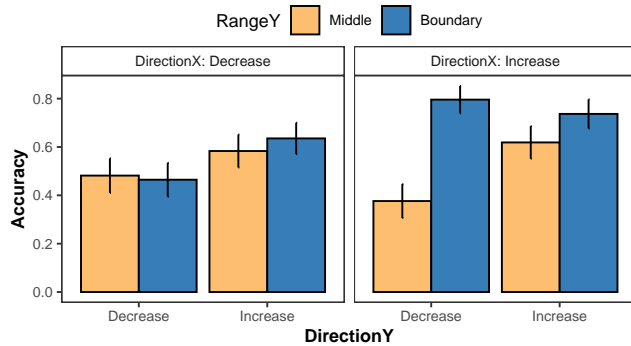 RangeY Middle Boundary
DirectionX: Decrease DirectionX: Increase
Accuracy
0.8
0.6
0.4
0.2
0.0
Decrease Increase Decrease Increase
DirectionY